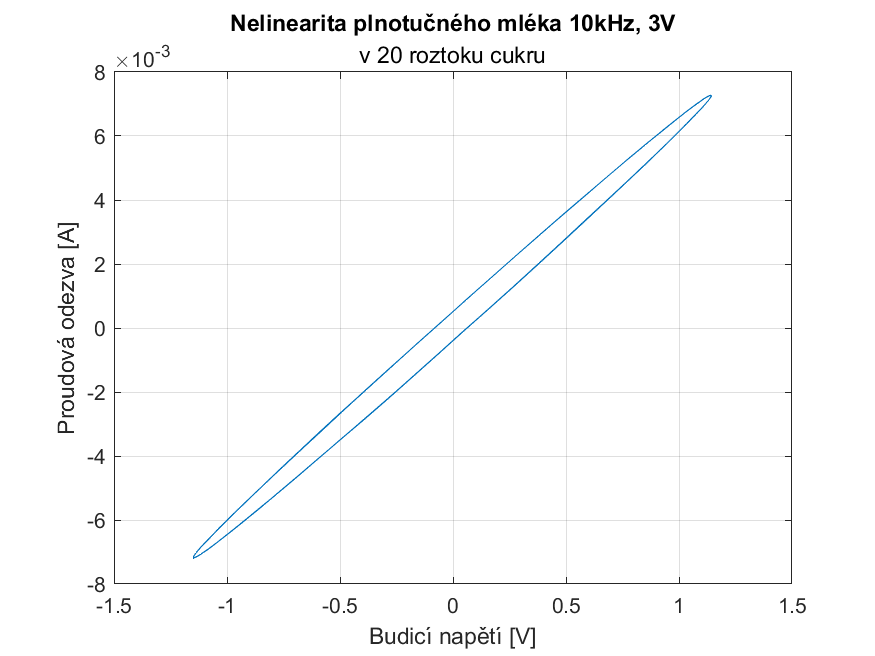 Nelinearita plnotučného mléka 10kHz, 3V
v 20 roztoku cukru
×10-3
8
6
4
2
0
-2
-4
-6
-8
Proudová odezva [A]
-1.5 -1 -0.5 0 0.5 1 1.5
Budicí napětí [V]